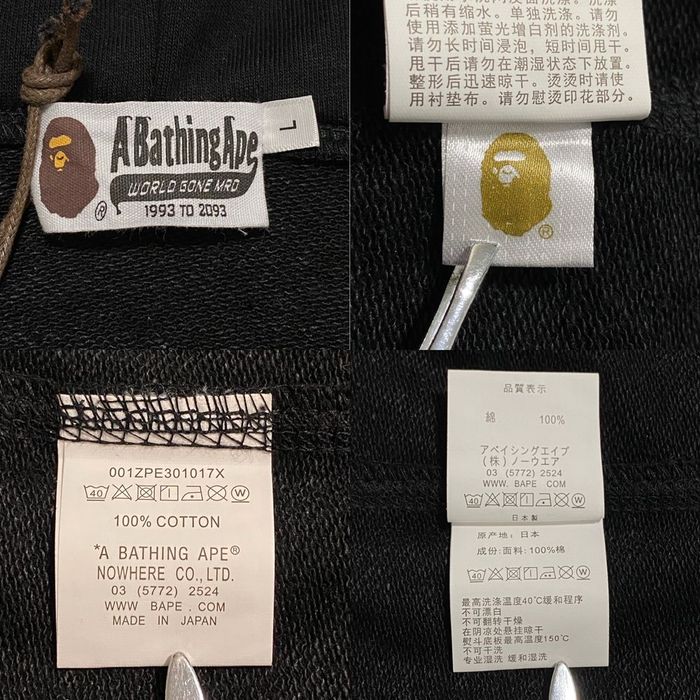 A Bathing Ape
WORLD GONE MAD
1993 TO 2093
®
L
后稍有缩水。单独洗涤。请勿
使用添加萤光增白剂的洗涤剂。
请勿长时间浸泡，短时间甩干。
甩干后请勿在潮湿状态下放置。
整形后迅速晾干。烫烫时请使
用衬垫布。请勿慰烫印花部分。
®
001ZPE301017X
40 1 W
100% COTTON
*A BATHING APE®
NOWHERE CO., LTD.
03 (5772) 2524
WWW. BAPE . COM
MADE IN JAPAN
品質表示
綿 100%
アベイシングエイプ
(株) ノーウエア
03 (5772) 2524
WWW. BAPE . COM
40 1 W
日本製
原产地: 日本
成份: 面料: 100%棉
40 1 W
最高洗涤温度40℃缓和程序
不可漂白
不可翻转干燥
在阴凉处悬挂晾干
熨斗底板最高温度150℃
不可干洗
专业湿洗 缓和湿洗